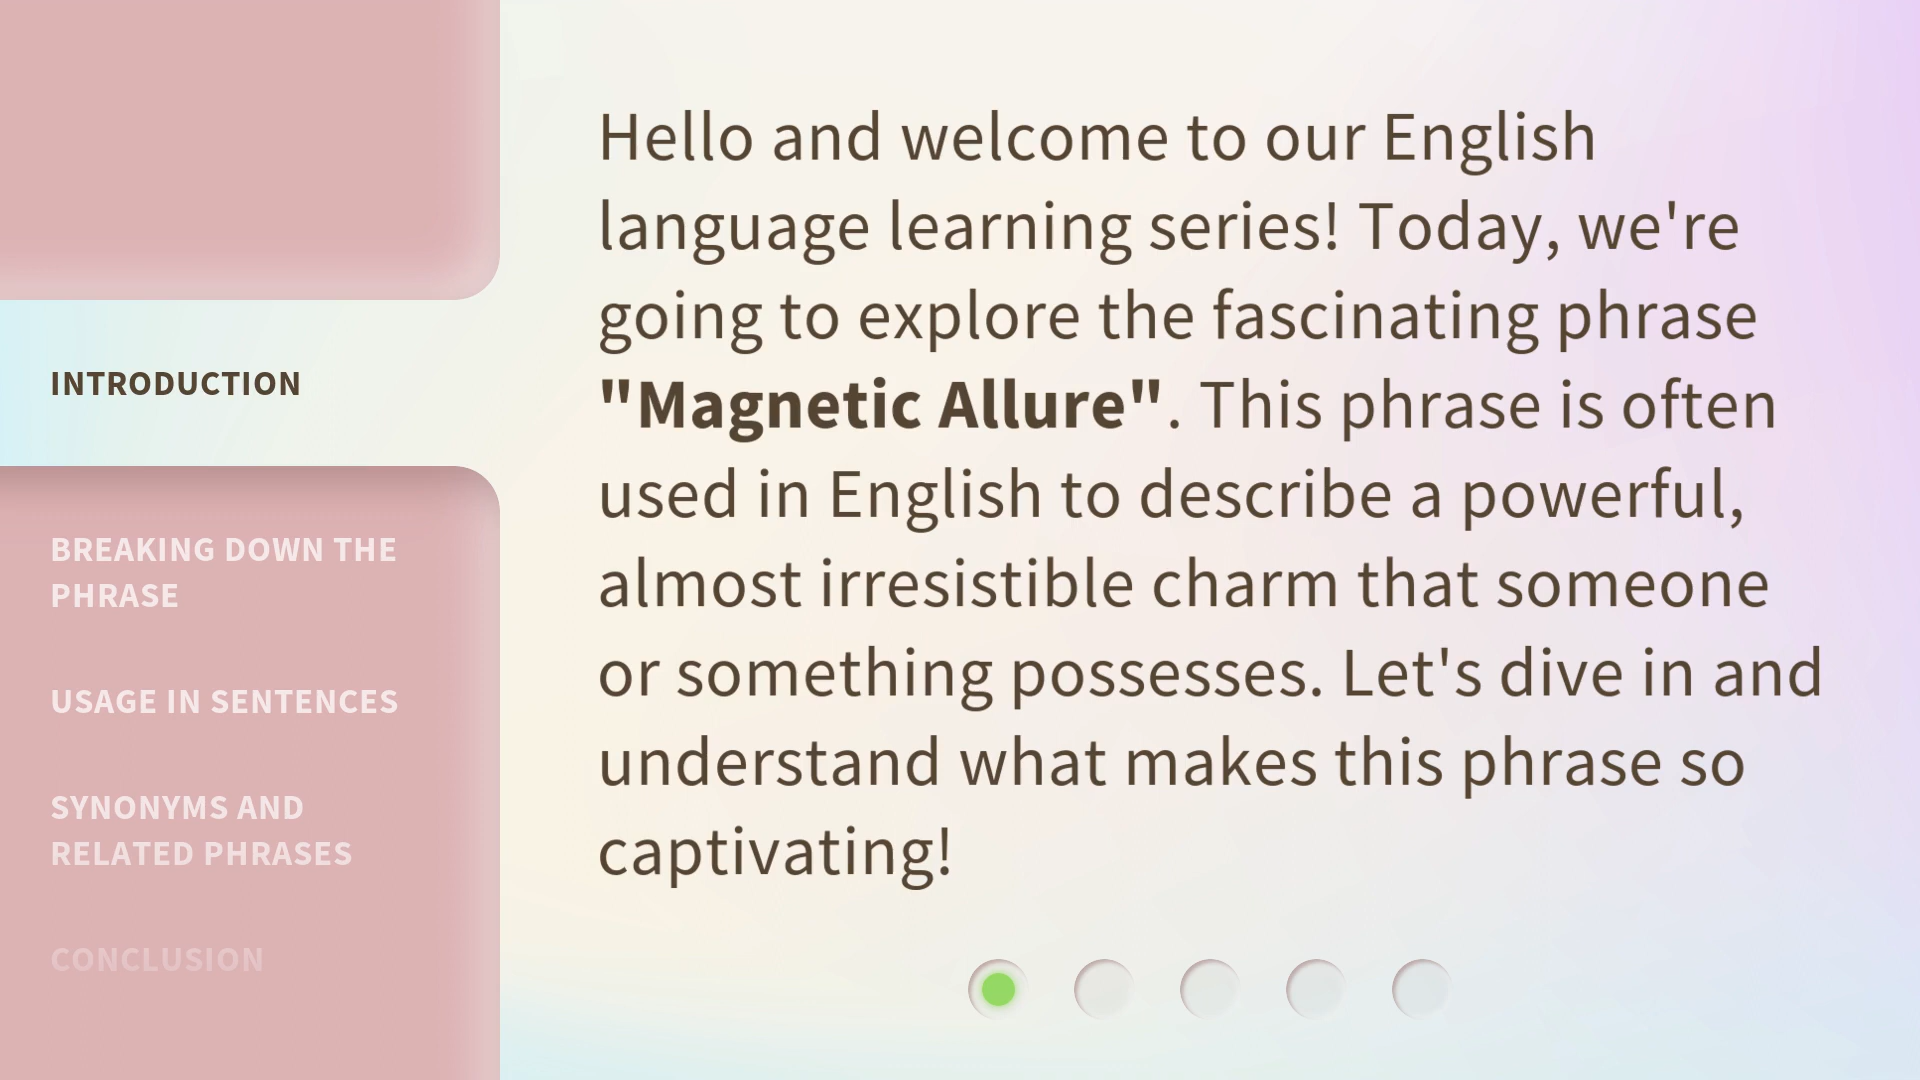 INTRODUCTION
BREAKING DOWN THE
PHRASE
USAGE IN SENTENCES
SYNONYMS AND
RELATED PHRASES
CONCLUSION
Hello and welcome to our English
language learning series! Today, we're
going to explore the fascinating phrase
"Magnetic Allure". This phrase is often
used in English to describe a powerful,
almost irresistible charm that someone
or something possesses. Let's dive in and
understand what makes this phrase so
captivating!